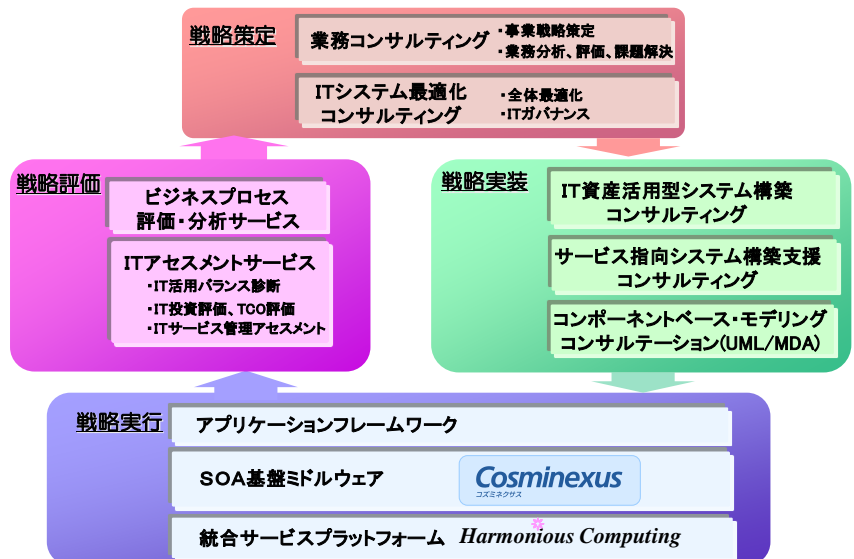 戦略策定
業務コンサルティング
・事業戦略策定
・業務分析、評価、課題解決
ITシステム最適化
コンサルティング
・全体最適化
・ITガバナンス
戦略評価
ビジネスプロセス
評価・分析サービス
ITアセスメントサービス
・IT活用バランス診断
・IT投資評価、TCO評価
・ITサービス管理アセスメント
戦略実装
IT資産活用型システム構築
コンサルティング
サービス指向システム構築支援
コンサルティング
コンポーネントベース・モデリング
コンサルテーション(UML/MDA)
戦略実行
アプリケーションフレームワーク
SOA基盤ミドルウェア
Cosminexus
コズミネクサス
統合サービスプラットフォーム
Harmonious Computing